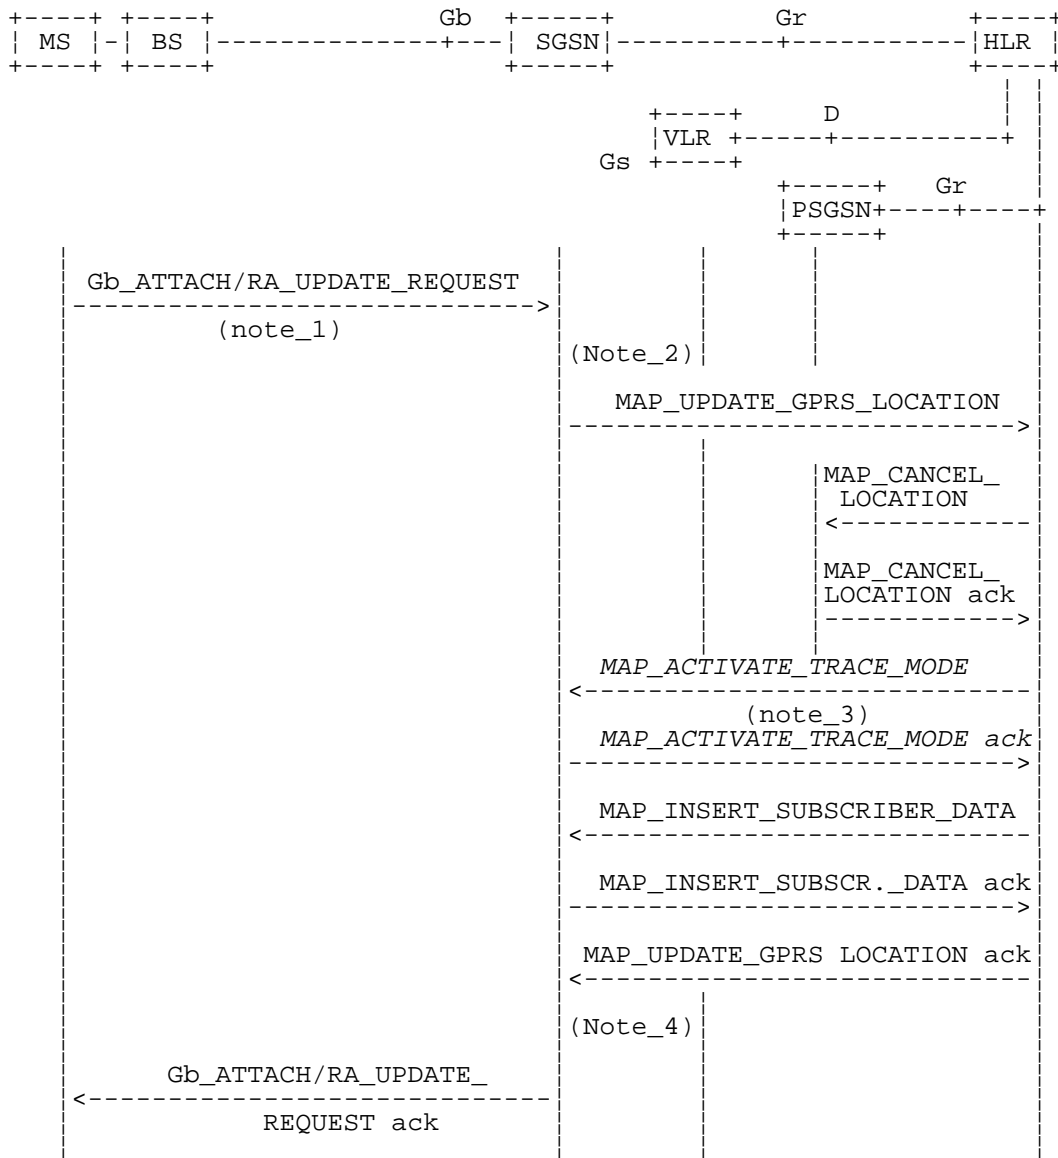 Gb Gr
MS BS SGSN HLR
D
VLR
Gs
Gr
PSGSN
Gb_ATTACH/RA_UPDATE_REQUEST
(note_1)
(Note_2)
MAP_UPDATE_GPRS_LOCATION
MAP_CANCEL_
LOCATION
MAP_CANCEL_
LOCATION ack
MAP_ACTIVATE_TRACE_MODE
(note_3)
MAP_ACTIVATE_TRACE_MODE ack
MAP_INSERT_SUBSCRIBER_DATA
MAP_INSERT_SUBSCR._DATA ack
MAP_UPDATE_GPRS LOCATION ack
(Note_4)
Gb_ATTACH/RA_UPDATE_
REQUEST ack